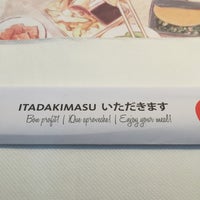 ITADAKIMASU いただきます
Bon profit! | ¡Que aproveche! | Enjoy your meal!